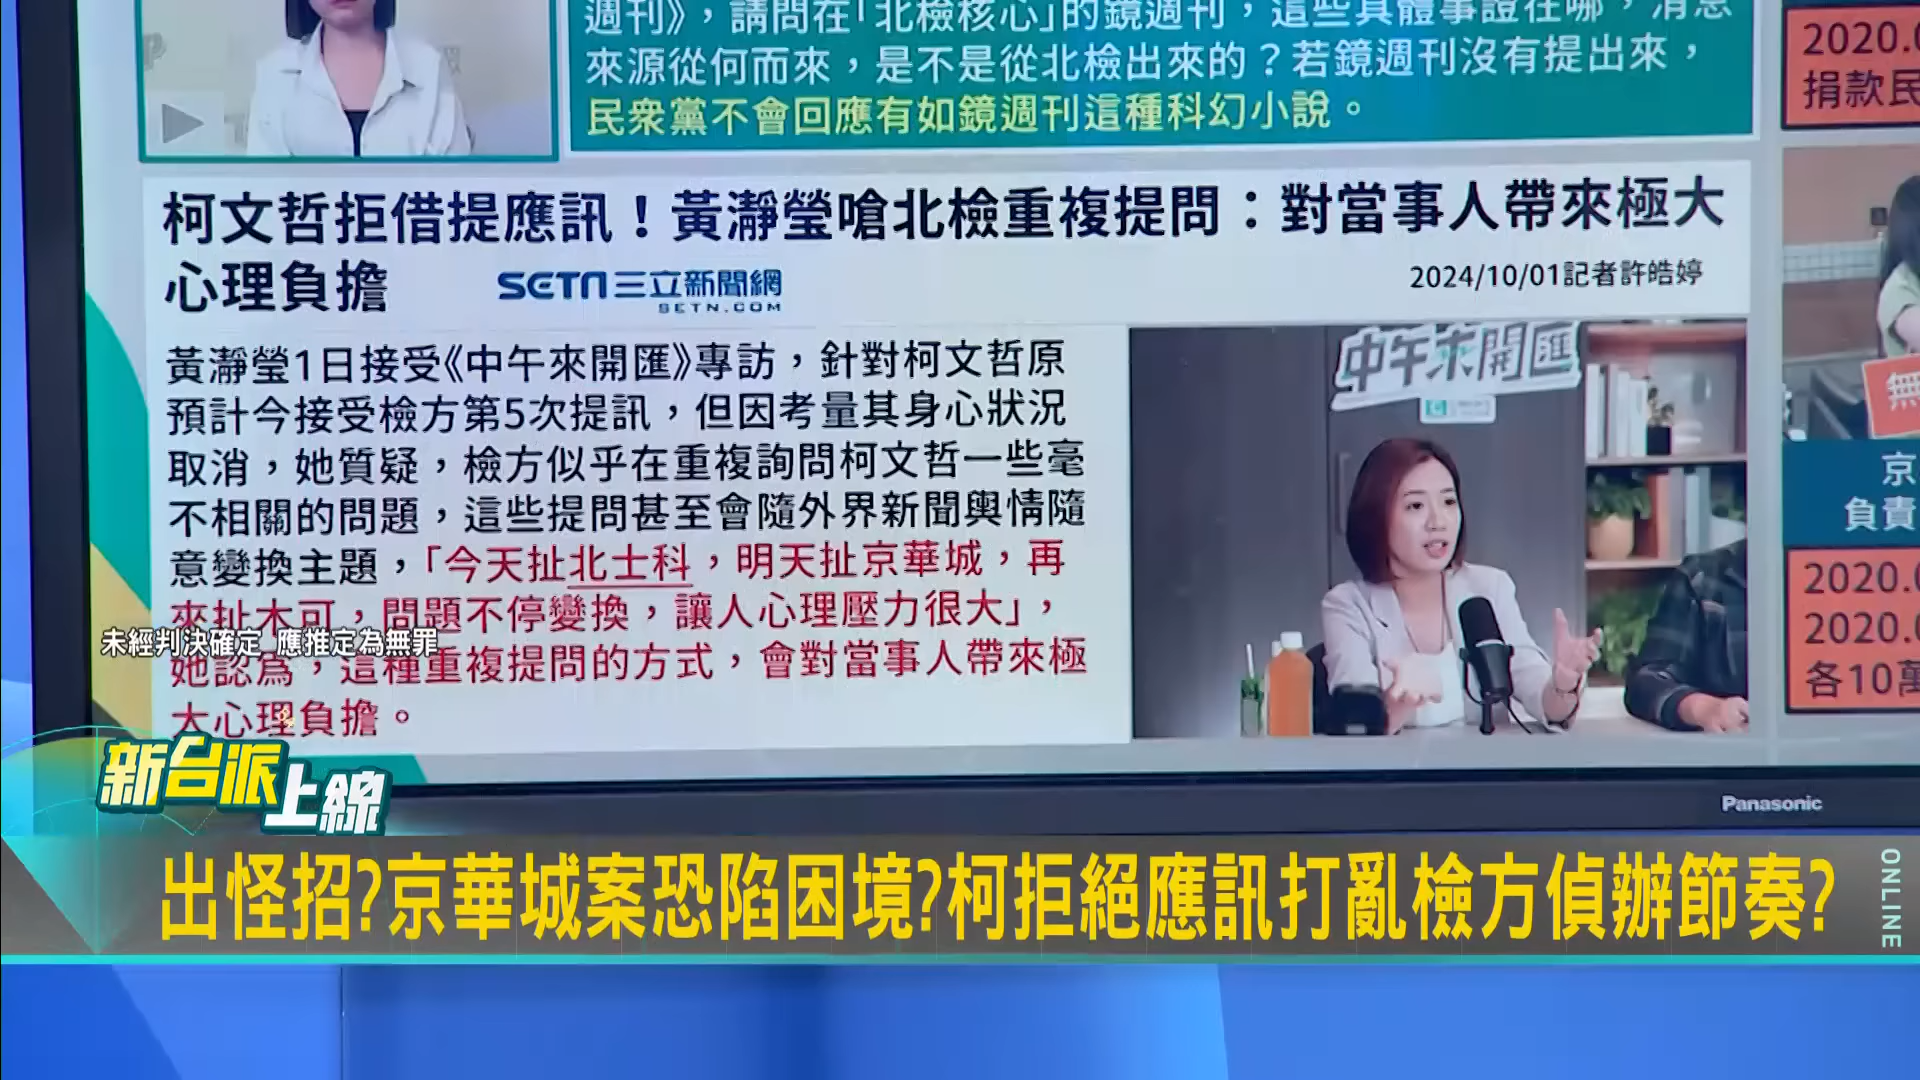 週刊》，請問在「北檢核心」的鏡週刊，這些具體事證在哪，消息
來源從何而來，是不是從北檢出來的？若鏡週刊沒有提出來，
民衆黨不會回應有如鏡週刊這種科幻小說。
柯文哲拒借提應訊！黃瀞瑩嗆北檢重複提問：對當事人帶來極大
心理負擔
SETN三立新聞網
SETN.COM
2024/10/01記者許皓婷
黃瀞瑩1日接受《中午來開匯》專訪，針對柯文哲原
預計今接受檢方第5次提訊，但因考量其身心狀況
取消，她質疑，檢方似乎在重複詢問柯文哲一些毫
不相關的問題，這些提問甚至會隨外界新聞輿情隨
意變換主題，「今天扯北士科，明天扯京華城，再
來扯木可，問題不停變換，讓人心理壓力很大」，
她認為，這種重複提問的方式，會對當事人帶來極
大心理負擔。
中午來開匯
2020.0
捐款民
無
京
負責
2020.0
2020.0
各10萬
未經判決確定 應推定為無罪
Panasonic
新台派
上線
出怪招?京華城案恐陷困境?柯拒絕應訊打亂檢方偵辦節奏?
ONLINE